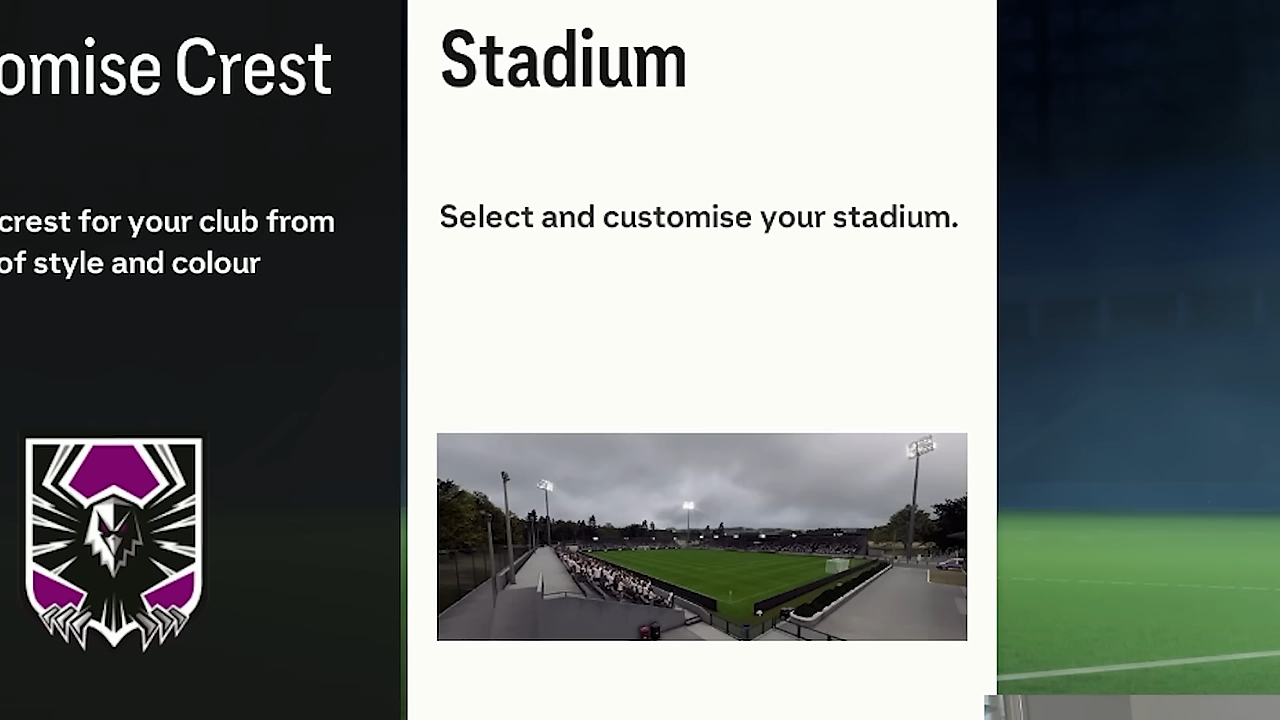 omise Crest
crest for your club from
of style and colour
Stadium
Select and customise your stadium.